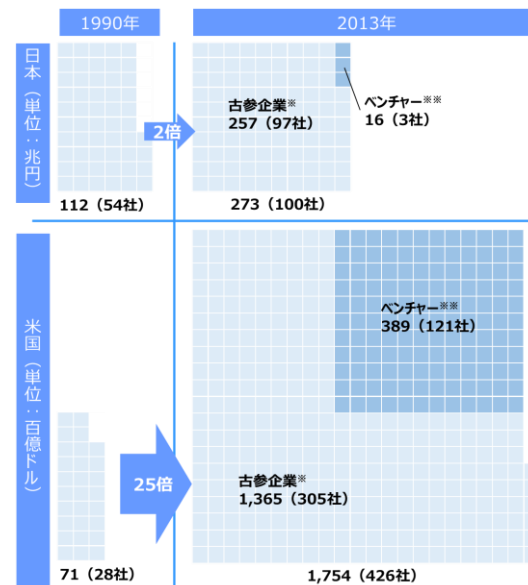 1990年
2013年
日本(単位:兆円)
古参企業※
257(97社)
ベンチャー※※
16(3社)
2倍
112(54社)
273(100社)
米国(単位:百億ドル)
ベンチャー※※
389(121社)
25倍
古参企業※
1,365(305社)
71(28社)
1,754(426社)